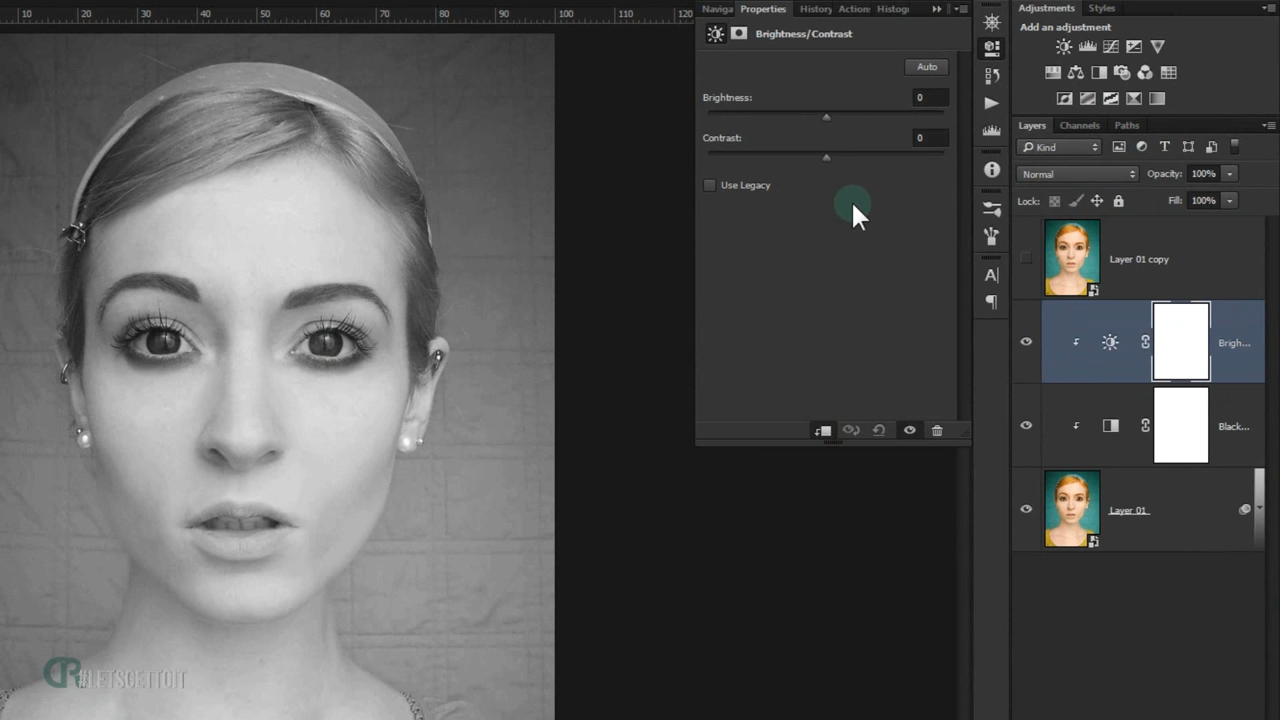 10 20 30 40 50 60 70 80 90 100 110 120
Naviga Properties History Action: Histogr
Brightness/Contrast
Auto
Brightness: 0
Contrast: 0
Use Legacy
Adjustments Styles
Add an adjustment
Layers Channels Paths
Kind
Normal Opacity: 100%
Lock: Fill: 100%
Layer 01 copy
Brigh...
Black...
Layer 01
A
DR #LETSGETTOIT